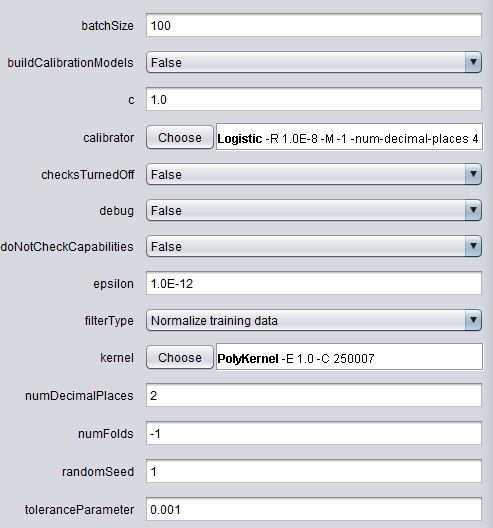 batchSize 100
buildCalibrationModels False
c 1.0
calibrator Choose Logistic -R 1.0E-8 -M -1 -num-decimal-places 4
checksTurnedOff False
debug False
doNotCheckCapabilities False
epsilon 1.0E-12
filterType Normalize training data
kernel Choose PolyKernel -E 1.0 -C 250007
numDecimalPlaces 2
numFolds -1
randomSeed 1
toleranceParameter 0.001